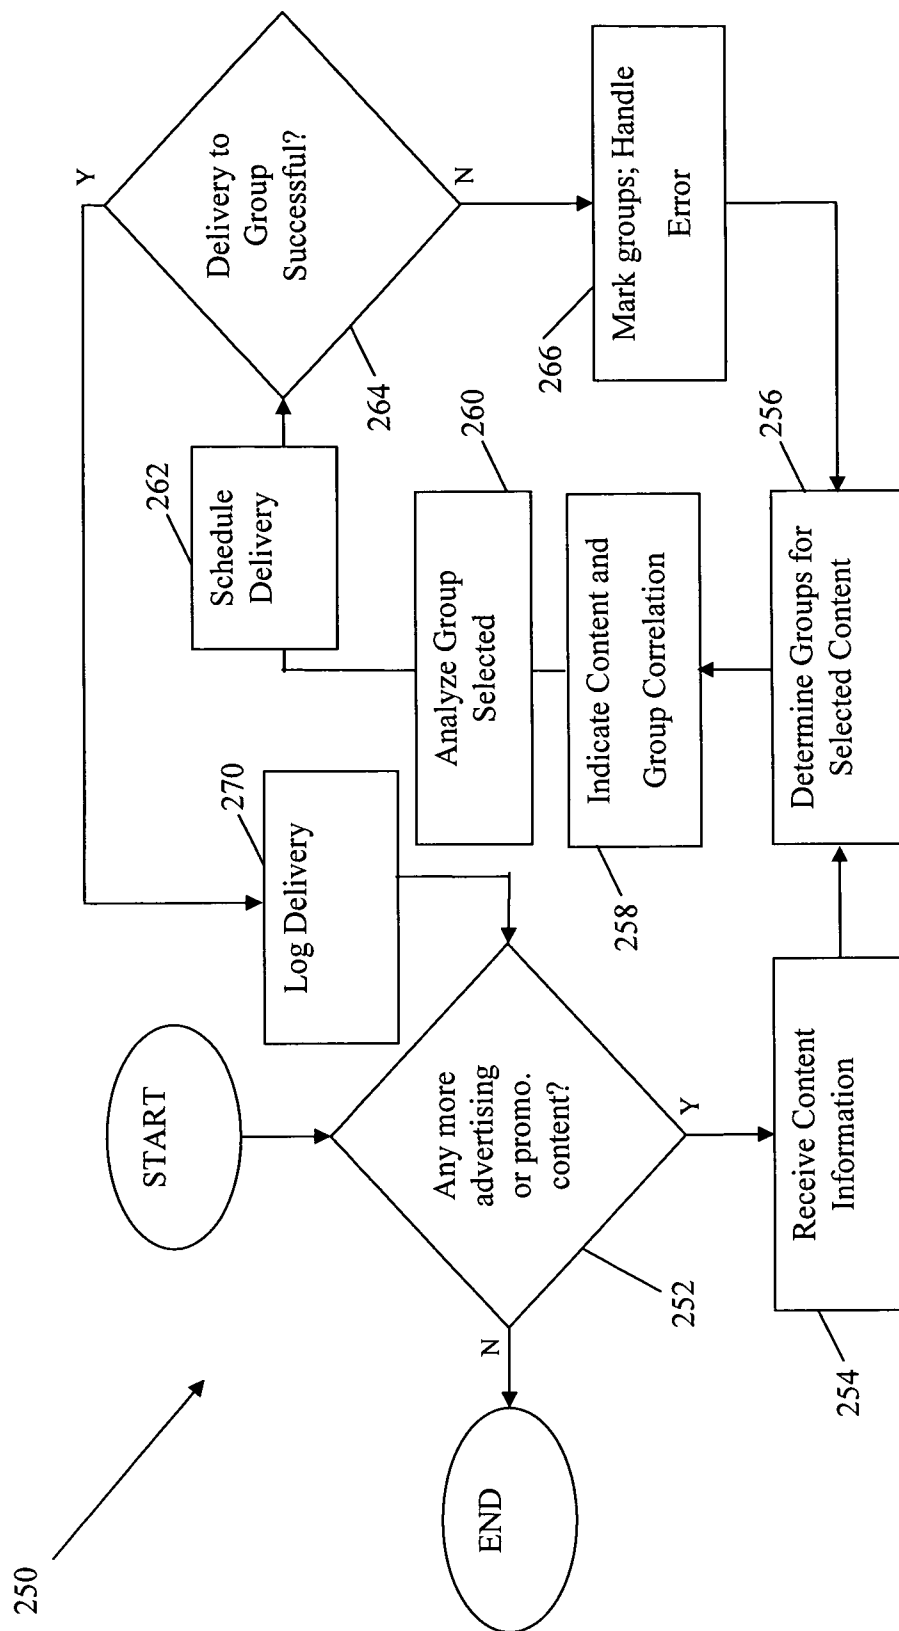 250
START
Any more
advertising
or promo.
content?
252
N
END
Y
Receive Content
Information
254
Determine Groups for
Selected Content
256
Indicate Content and
Group Correlation
258
Analyze Group
Selected
260
Schedule
Delivery
262
Delivery to
Group
Successful?
264
N
Mark groups; Handle
Error
266
Y
Log Delivery
270